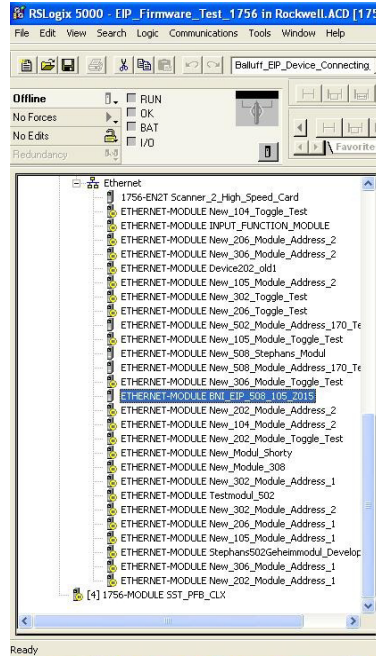 RSLogix 5000 - EIP_Firmware_Test_1756 in Rockwell.ACD [175
File Edit View Search Logic Communications Tools Window Help
Balluff_EIP_Device_Connecting_
Offline
RUN
No Forces
OK
No Edits
BAT
Redundancy
I/O
Favorite
Ethernet
1756-EN2T Scanner_2_High_Speed_Card
ETHERNET-MODULE New_104_Toggle_Test
ETHERNET-MODULE INPUT_FUNCTION_MODULE
ETHERNET-MODULE New_206_Module_Address_2
ETHERNET-MODULE New_306_Module_Address_2
ETHERNET-MODULE Device202_old1
ETHERNET-MODULE New_105_Module_Address_2
ETHERNET-MODULE New_302_Toggle_Test
ETHERNET-MODULE New_206_Toggle_Test
ETHERNET-MODULE New_502_Module_Address_170_Te
ETHERNET-MODULE New_105_Module_Toggle_Test
ETHERNET-MODULE New_508_Stephans_Modul
ETHERNET-MODULE New_508_Module_Address_170_Te
ETHERNET-MODULE New_306_Module_Toggle_Test
ETHERNET-MODULE BNI_EIP_508_105_Z015
ETHERNET-MODULE New_202_Module_Address_2
ETHERNET-MODULE New_104_Module_Address_2
ETHERNET-MODULE New_202_Module_Toggle_Test
ETHERNET-MODULE New_Modul_Shorty
ETHERNET-MODULE New_Module_308
ETHERNET-MODULE New_302_Module_Address_1
ETHERNET-MODULE Testmodul_502
ETHERNET-MODULE New_302_Module_Address_2
ETHERNET-MODULE New_206_Module_Address_1
ETHERNET-MODULE New_105_Module_Address_1
ETHERNET-MODULE Stephans502Geheimmodul_Develop
ETHERNET-MODULE New_306_Module_Address_1
ETHERNET-MODULE New_202_Module_Address_1
[4] 1756-MODULE SST_PFB_CLX
Ready